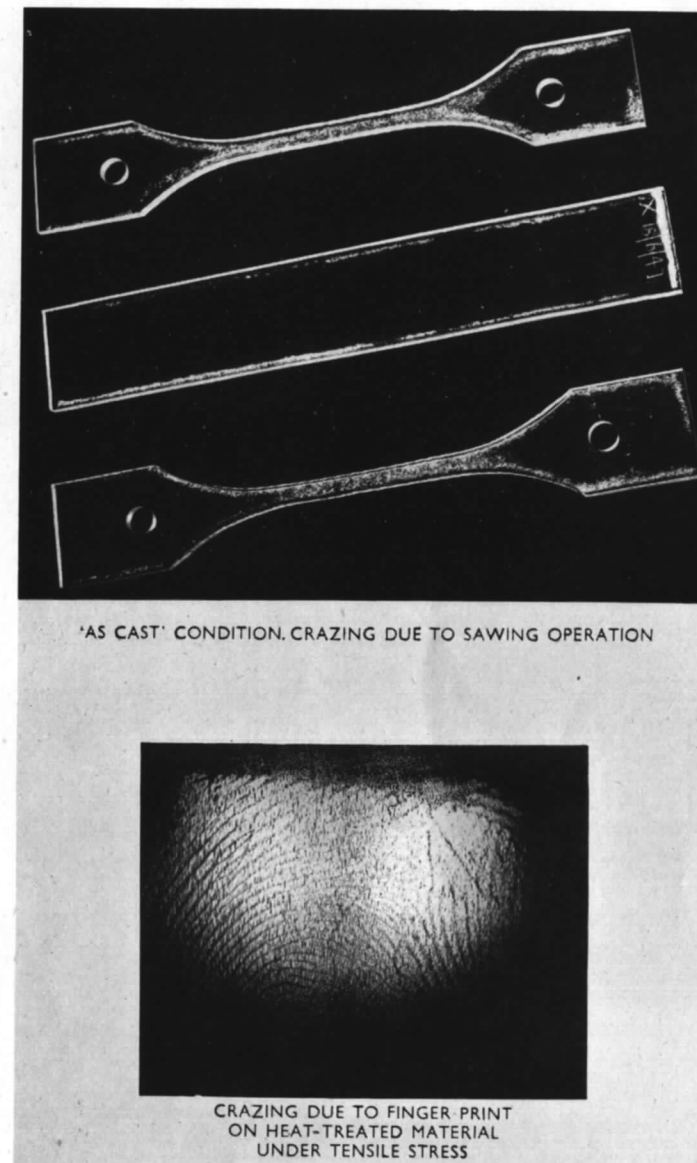 'AS CAST' CONDITION. CRAZING DUE TO SAWING OPERATION
CRAZING DUE TO FINGER PRINT
ON HEAT-TREATED MATERIAL
UNDER TENSILE STRESS